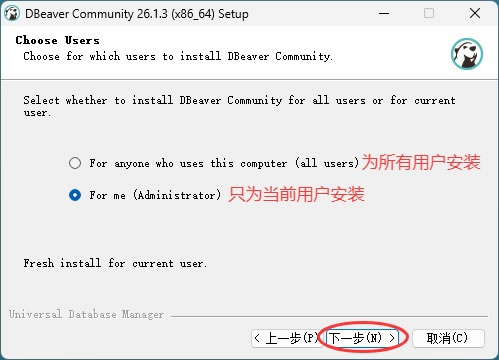 DBeaver Community 26.1.3 (x86_64) Setup
Choose Users
Choose for which users to install DBeaver Community.
Select whether to install DBeaver Community for all users or for current
user.
For anyone who uses this computer (all users) 为所有用户安装
For me (Administrator) 只为当前用户安装
Fresh install for current user.
Universal Database Manager
< 上一步(P) 下一步(N) > 取消(C)